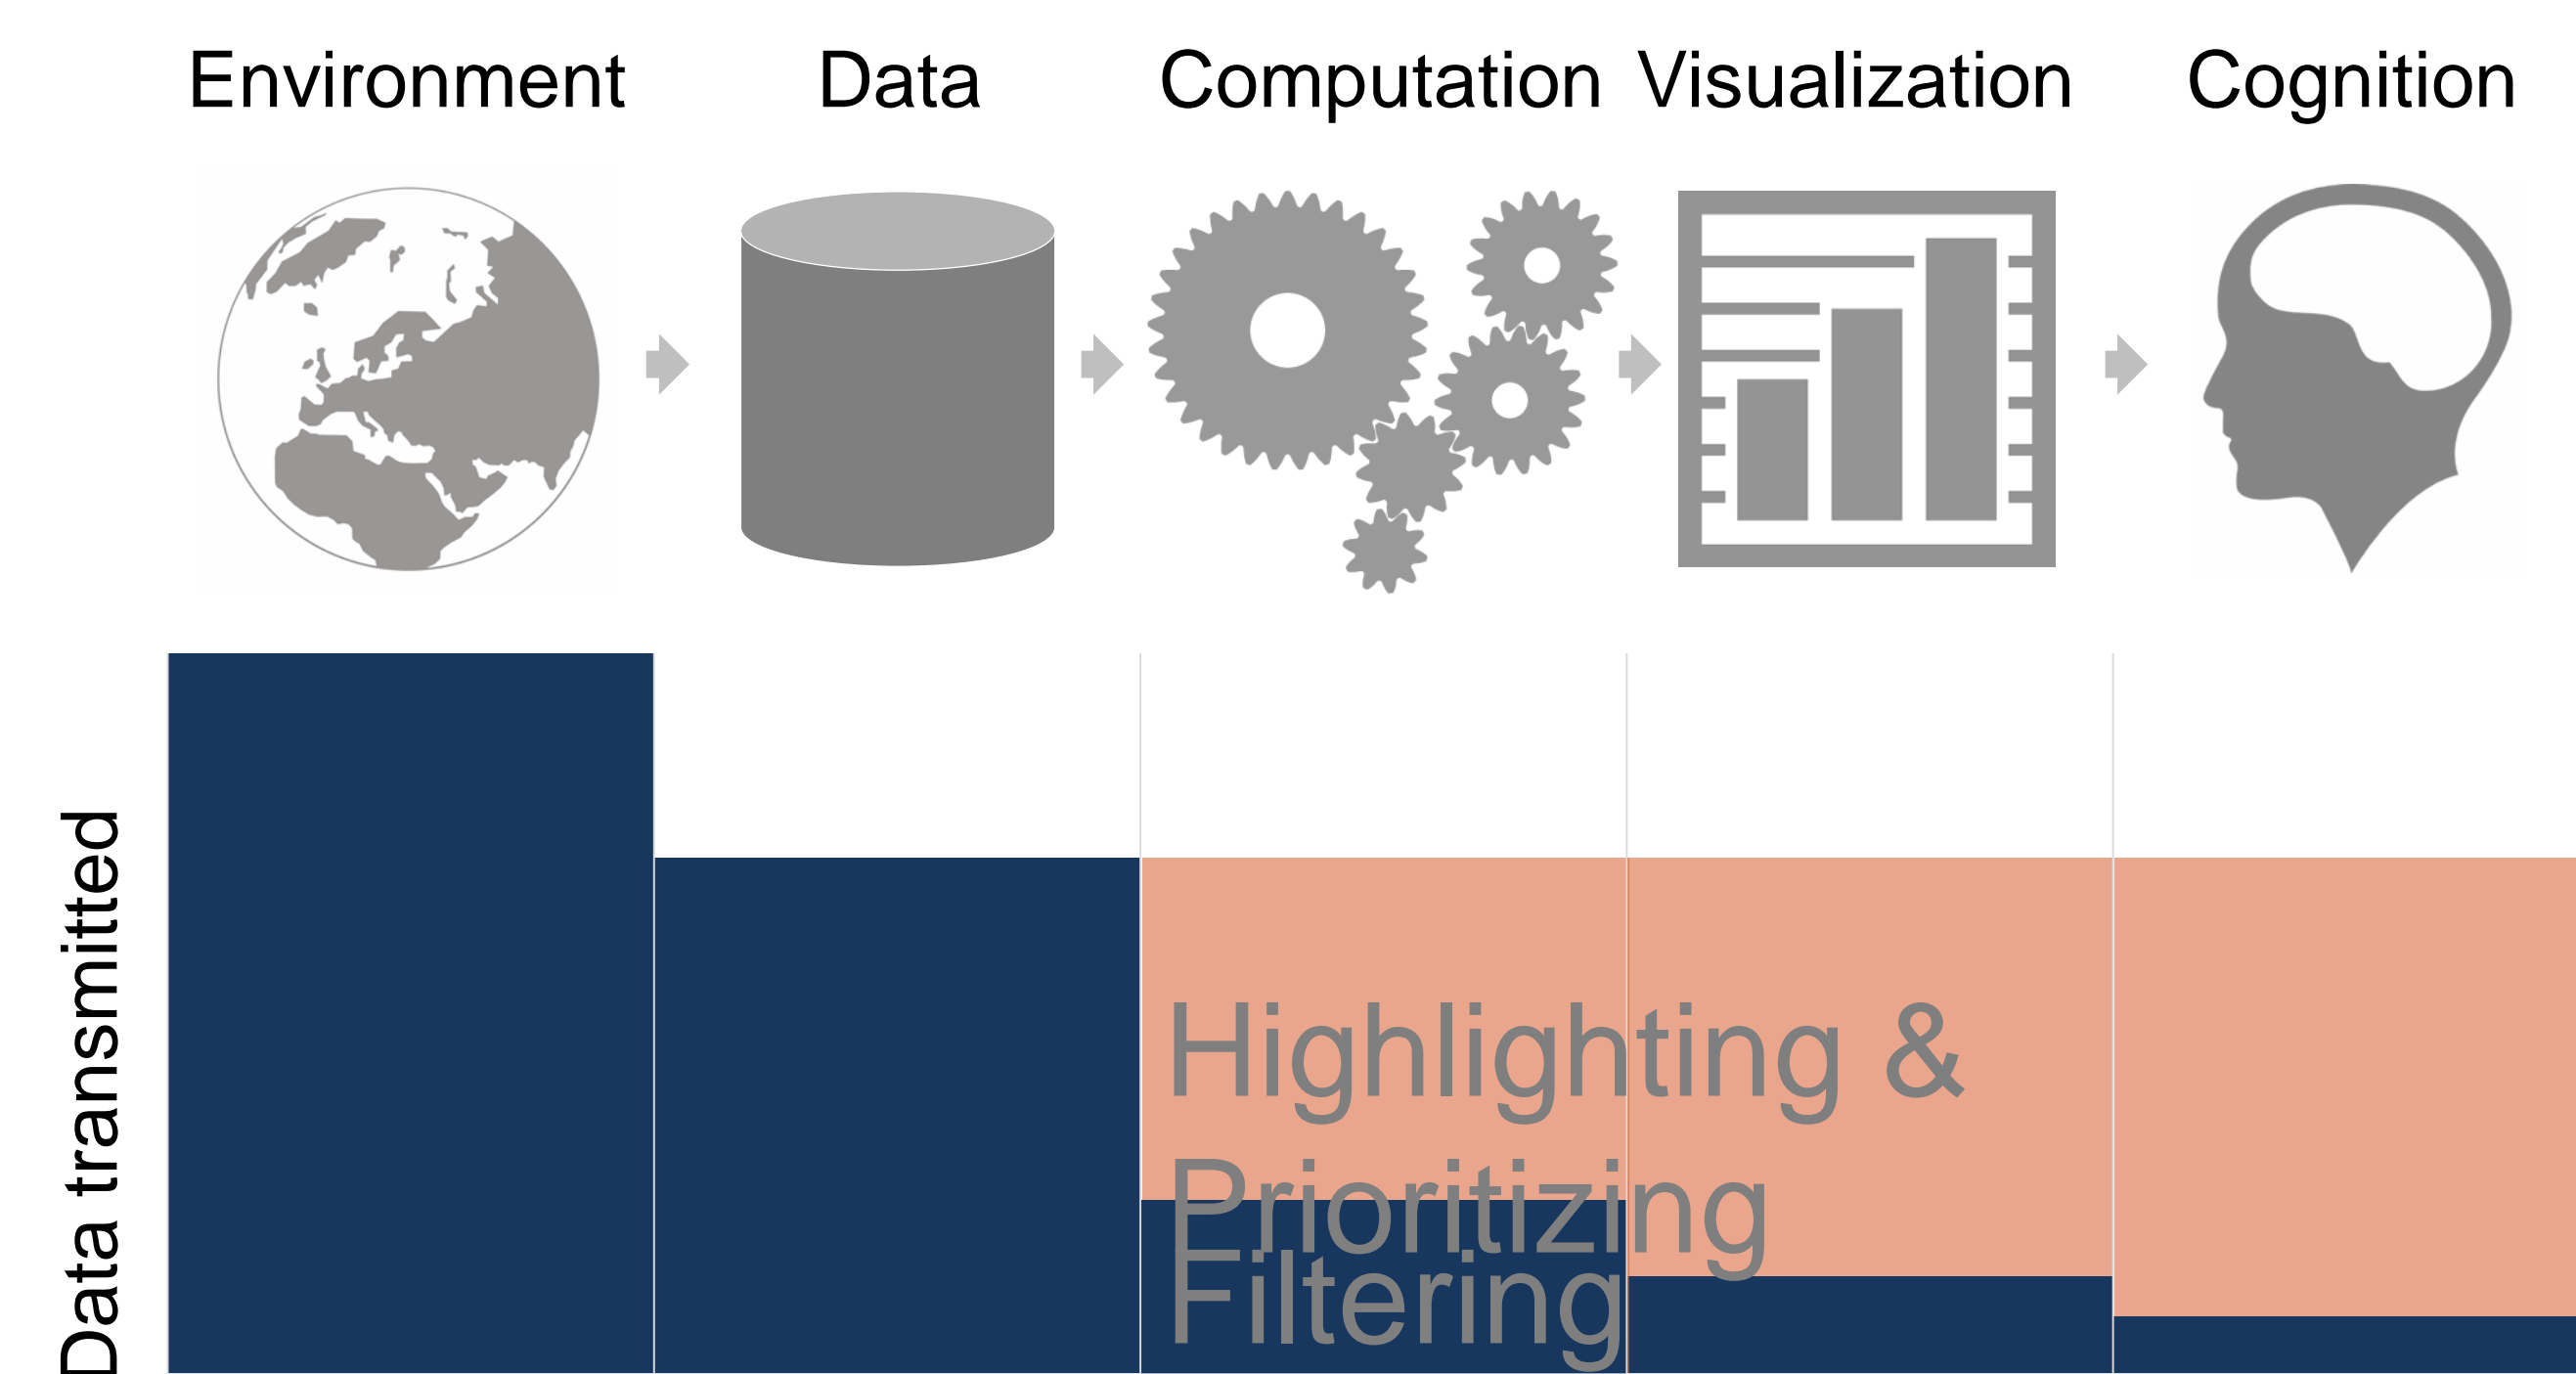 Environment
Data
Computation
Visualization
Cognition
Data transmitted
Highlighting &
Prioritizing
Filtering